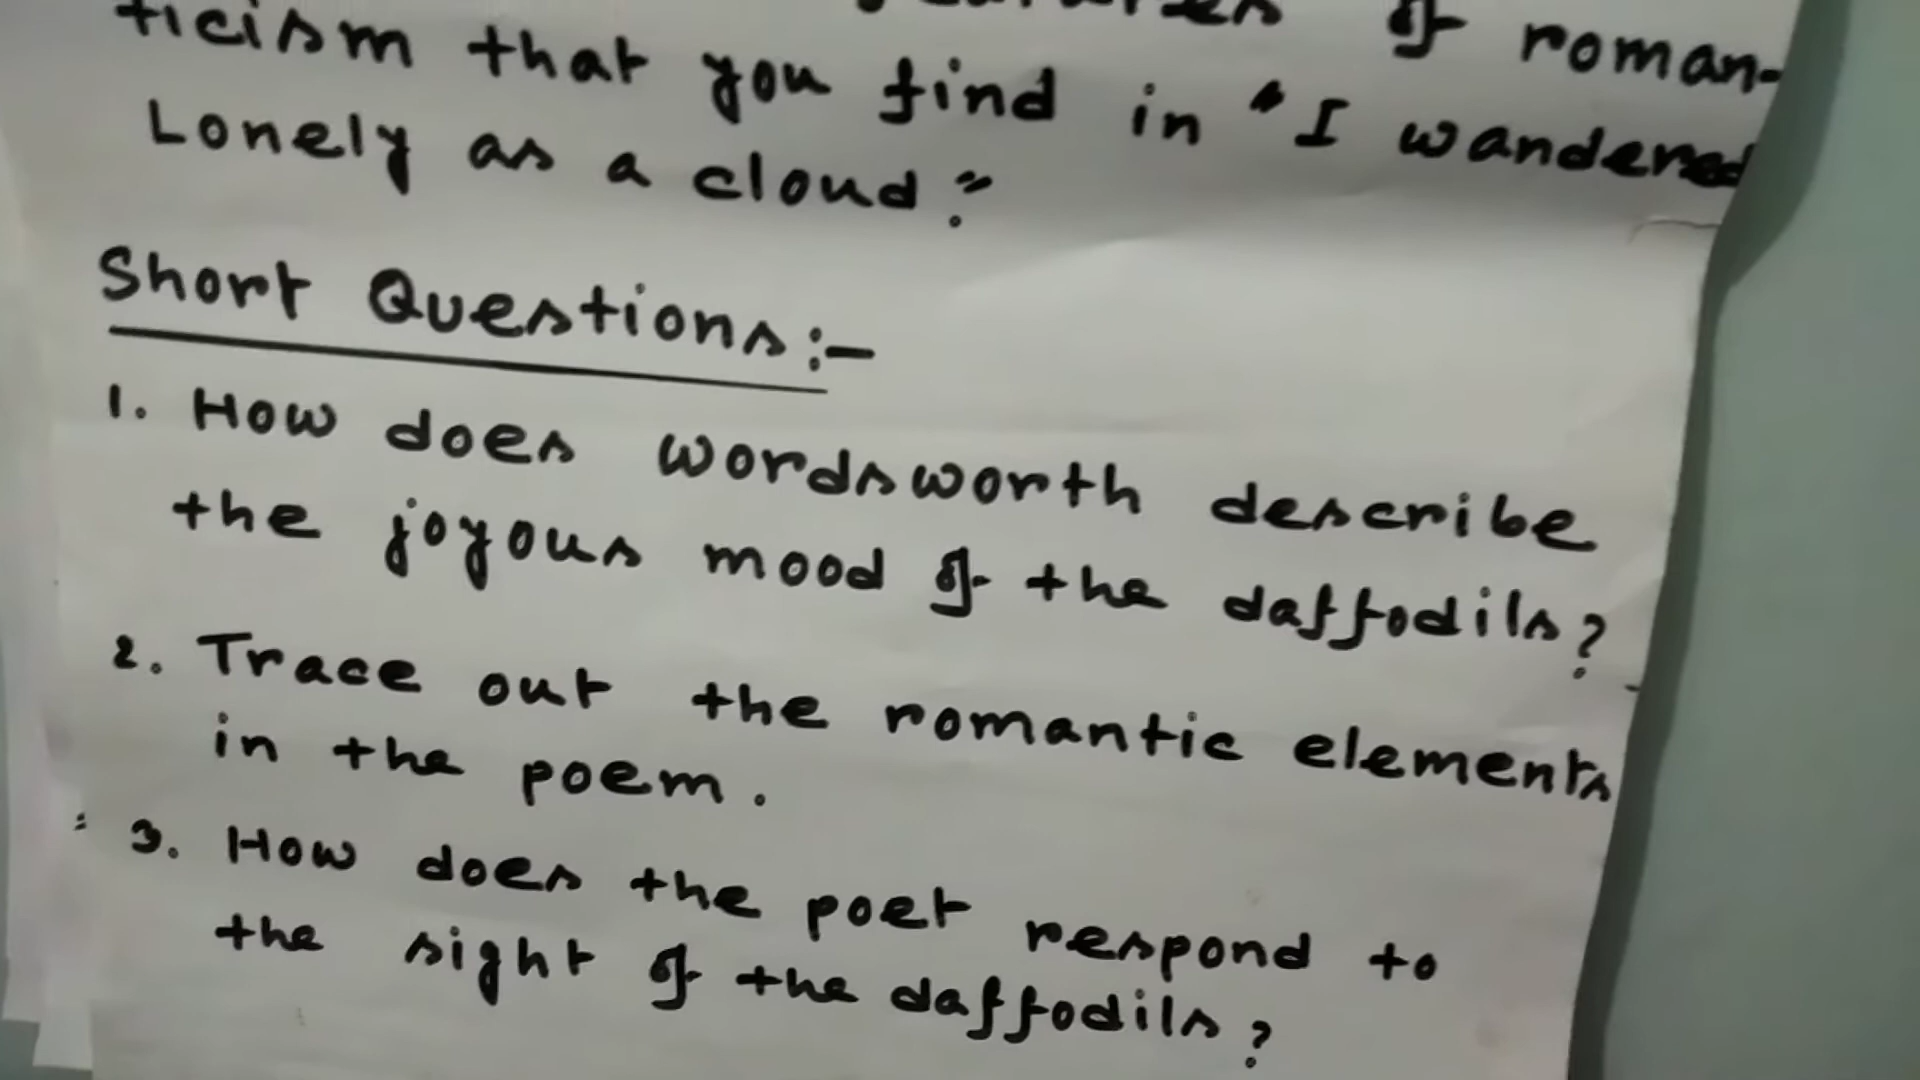 of roman-
ticism that you find in "I wandered
Lonely as a cloud"?
Short Questions:-
1. How does wordsworth describe
the joyous mood of the daffodils?
2. Trace out the romantic elements
in the poem.
3. How does the poet respond to
the sight of the daffodils?